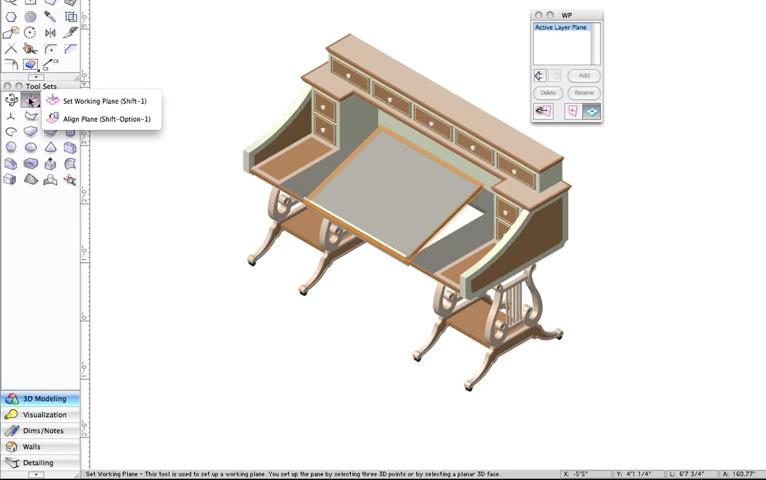 WP
Active Layer Plane
Add
Delete
Rename
Tool Sets
Set Working Plane (Shift-1)
Align Plane (Shift-Option-1)
3D Modeling
Visualization
Dims/Notes
Walls
Detailing
Set Working Plane - This tool is used to set up a working plane. You set up the pane by selecting three 3D points or by selecting a planar 3D face.
X: -5'5" Y: 4'1 1/4" L: 6'7 3/4" A: 160.77°